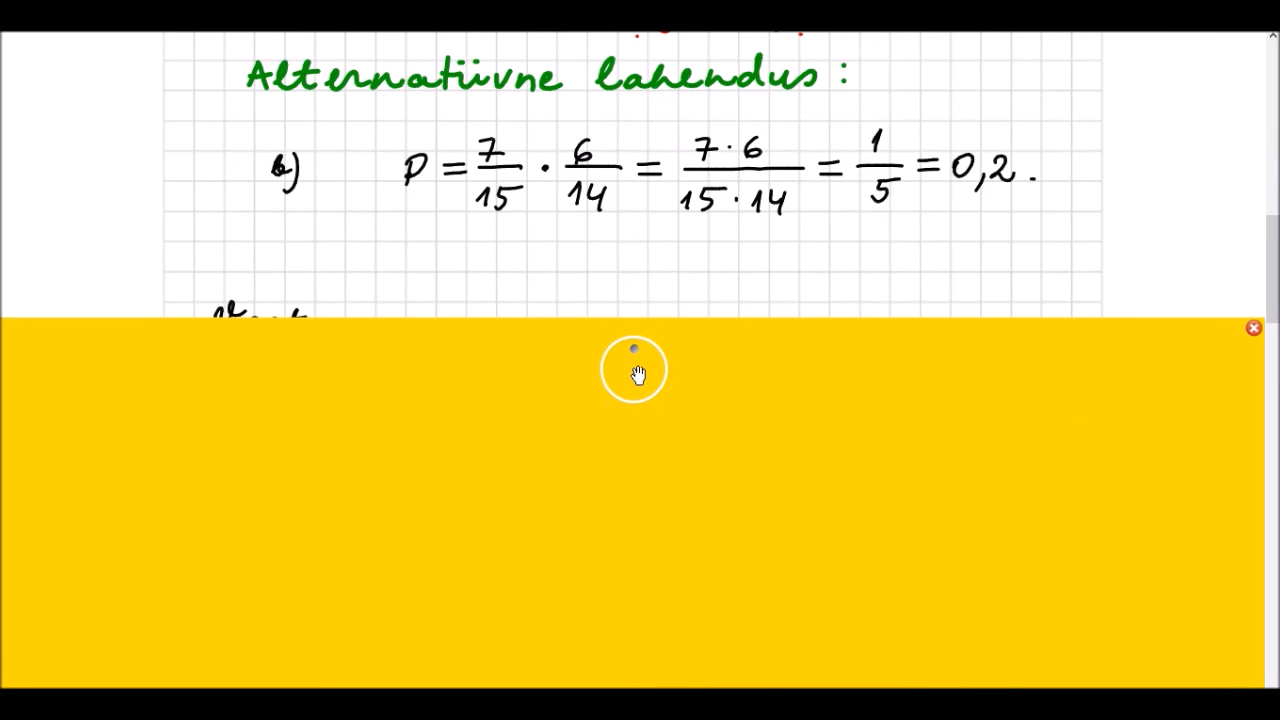 Alternatiivne lahendus :
b) P = 7/15 · 6/14 = 7 · 6/15 · 14 = 1/5 = 0,2 .